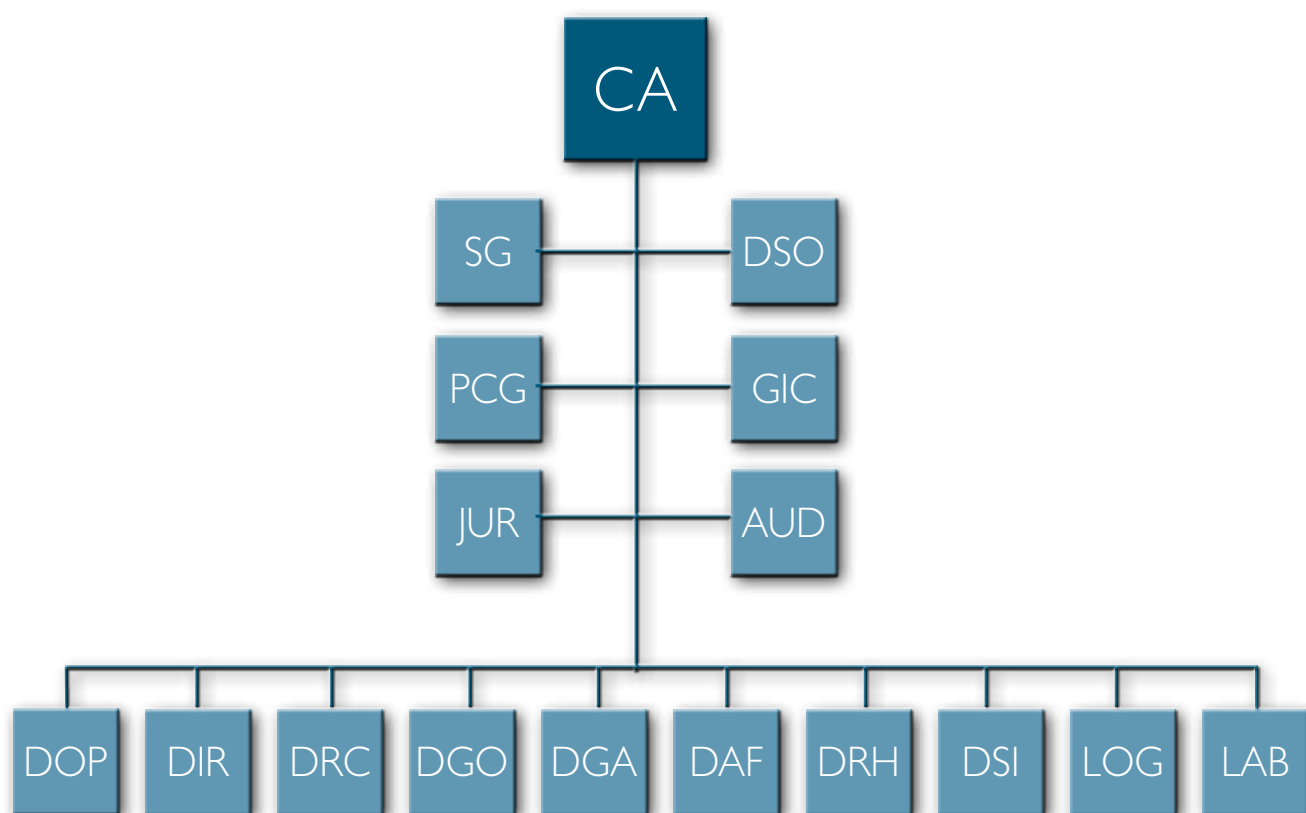 CA
SG
DSO
PCG
GIC
JUR
AUD
DOP
DIR
DRC
DGO
DGA
DAF
DRH
DSI
LOG
LAB